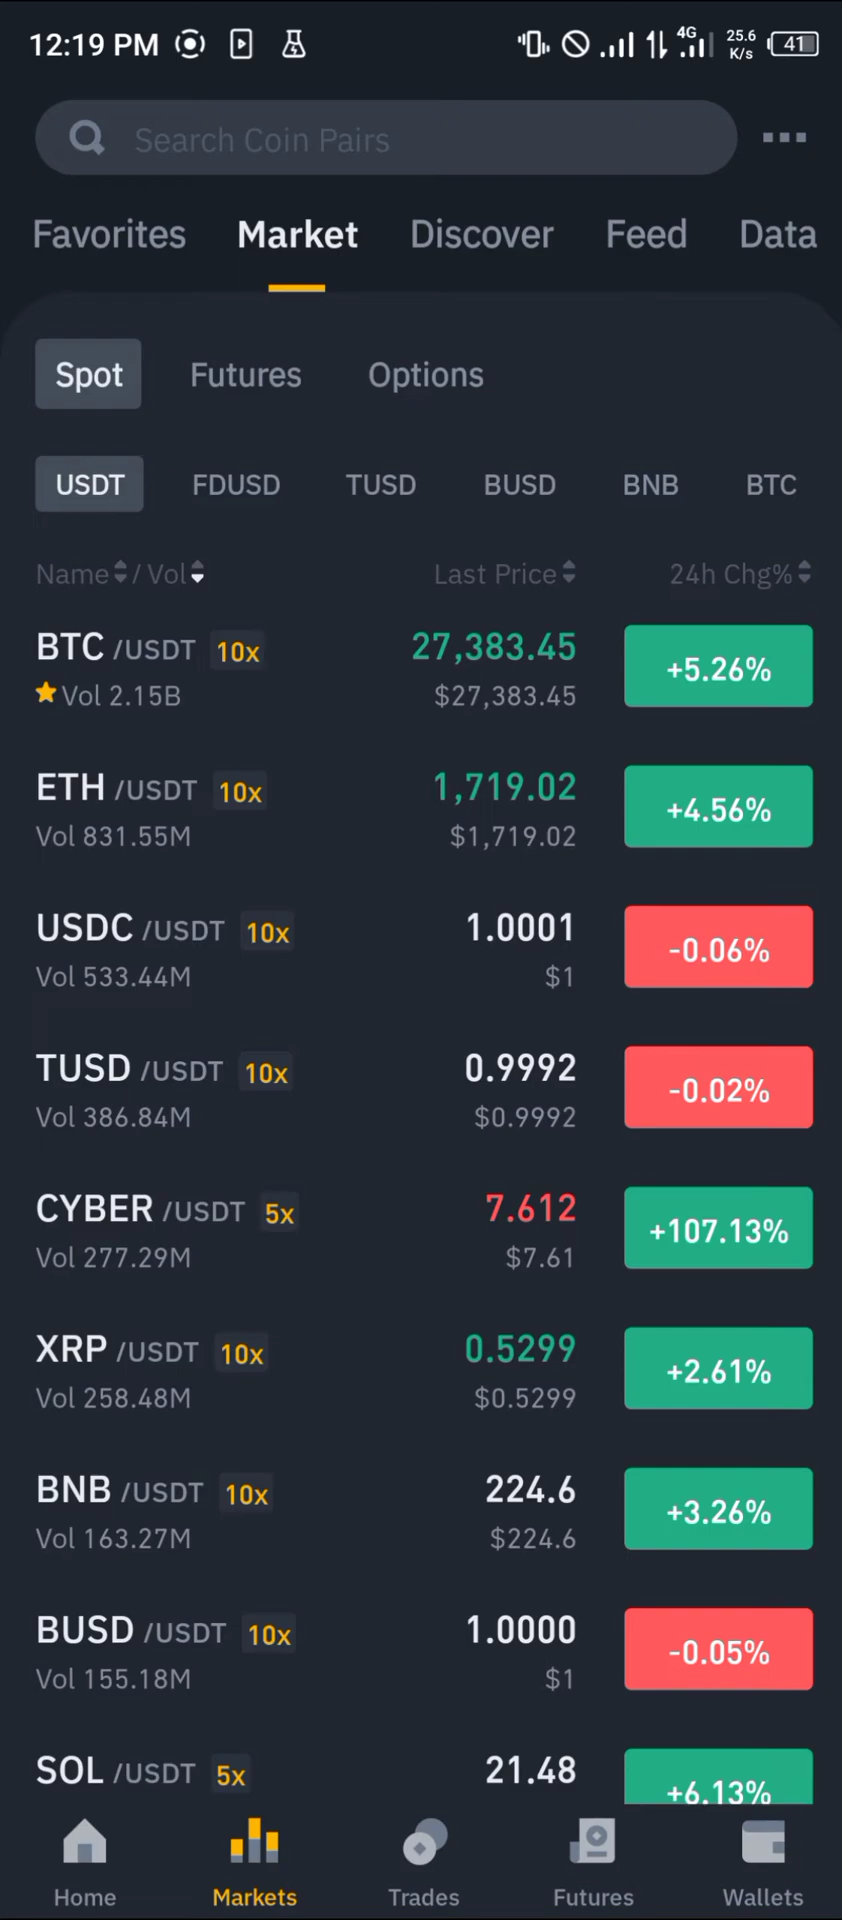 12:19 PM 4G 25.6 K/s 41
Search Coin Pairs
Favorites Market Discover Feed Data
Spot Futures Options
USDT FDUSD TUSD BUSD BNB BTC
Name / Vol Last Price 24h Chg%
BTC /USDT 10x 27,383.45 +5.26%
Vol 2.15B $27,383.45
ETH /USDT 10x 1,719.02 +4.56%
Vol 831.55M $1,719.02
USDC /USDT 10x 1.0001 -0.06%
Vol 533.44M $1
TUSD /USDT 10x 0.9992 -0.02%
Vol 386.84M $0.9992
CYBER /USDT 5x 7.612 +107.13%
Vol 277.29M $7.61
XRP /USDT 10x 0.5299 +2.61%
Vol 258.48M $0.5299
BNB /USDT 10x 224.6 +3.26%
Vol 163.27M $224.6
BUSD /USDT 10x 1.0000 -0.05%
Vol 155.18M $1
SOL /USDT 5x 21.48 +6.13%
Home Markets Trades Futures Wallets